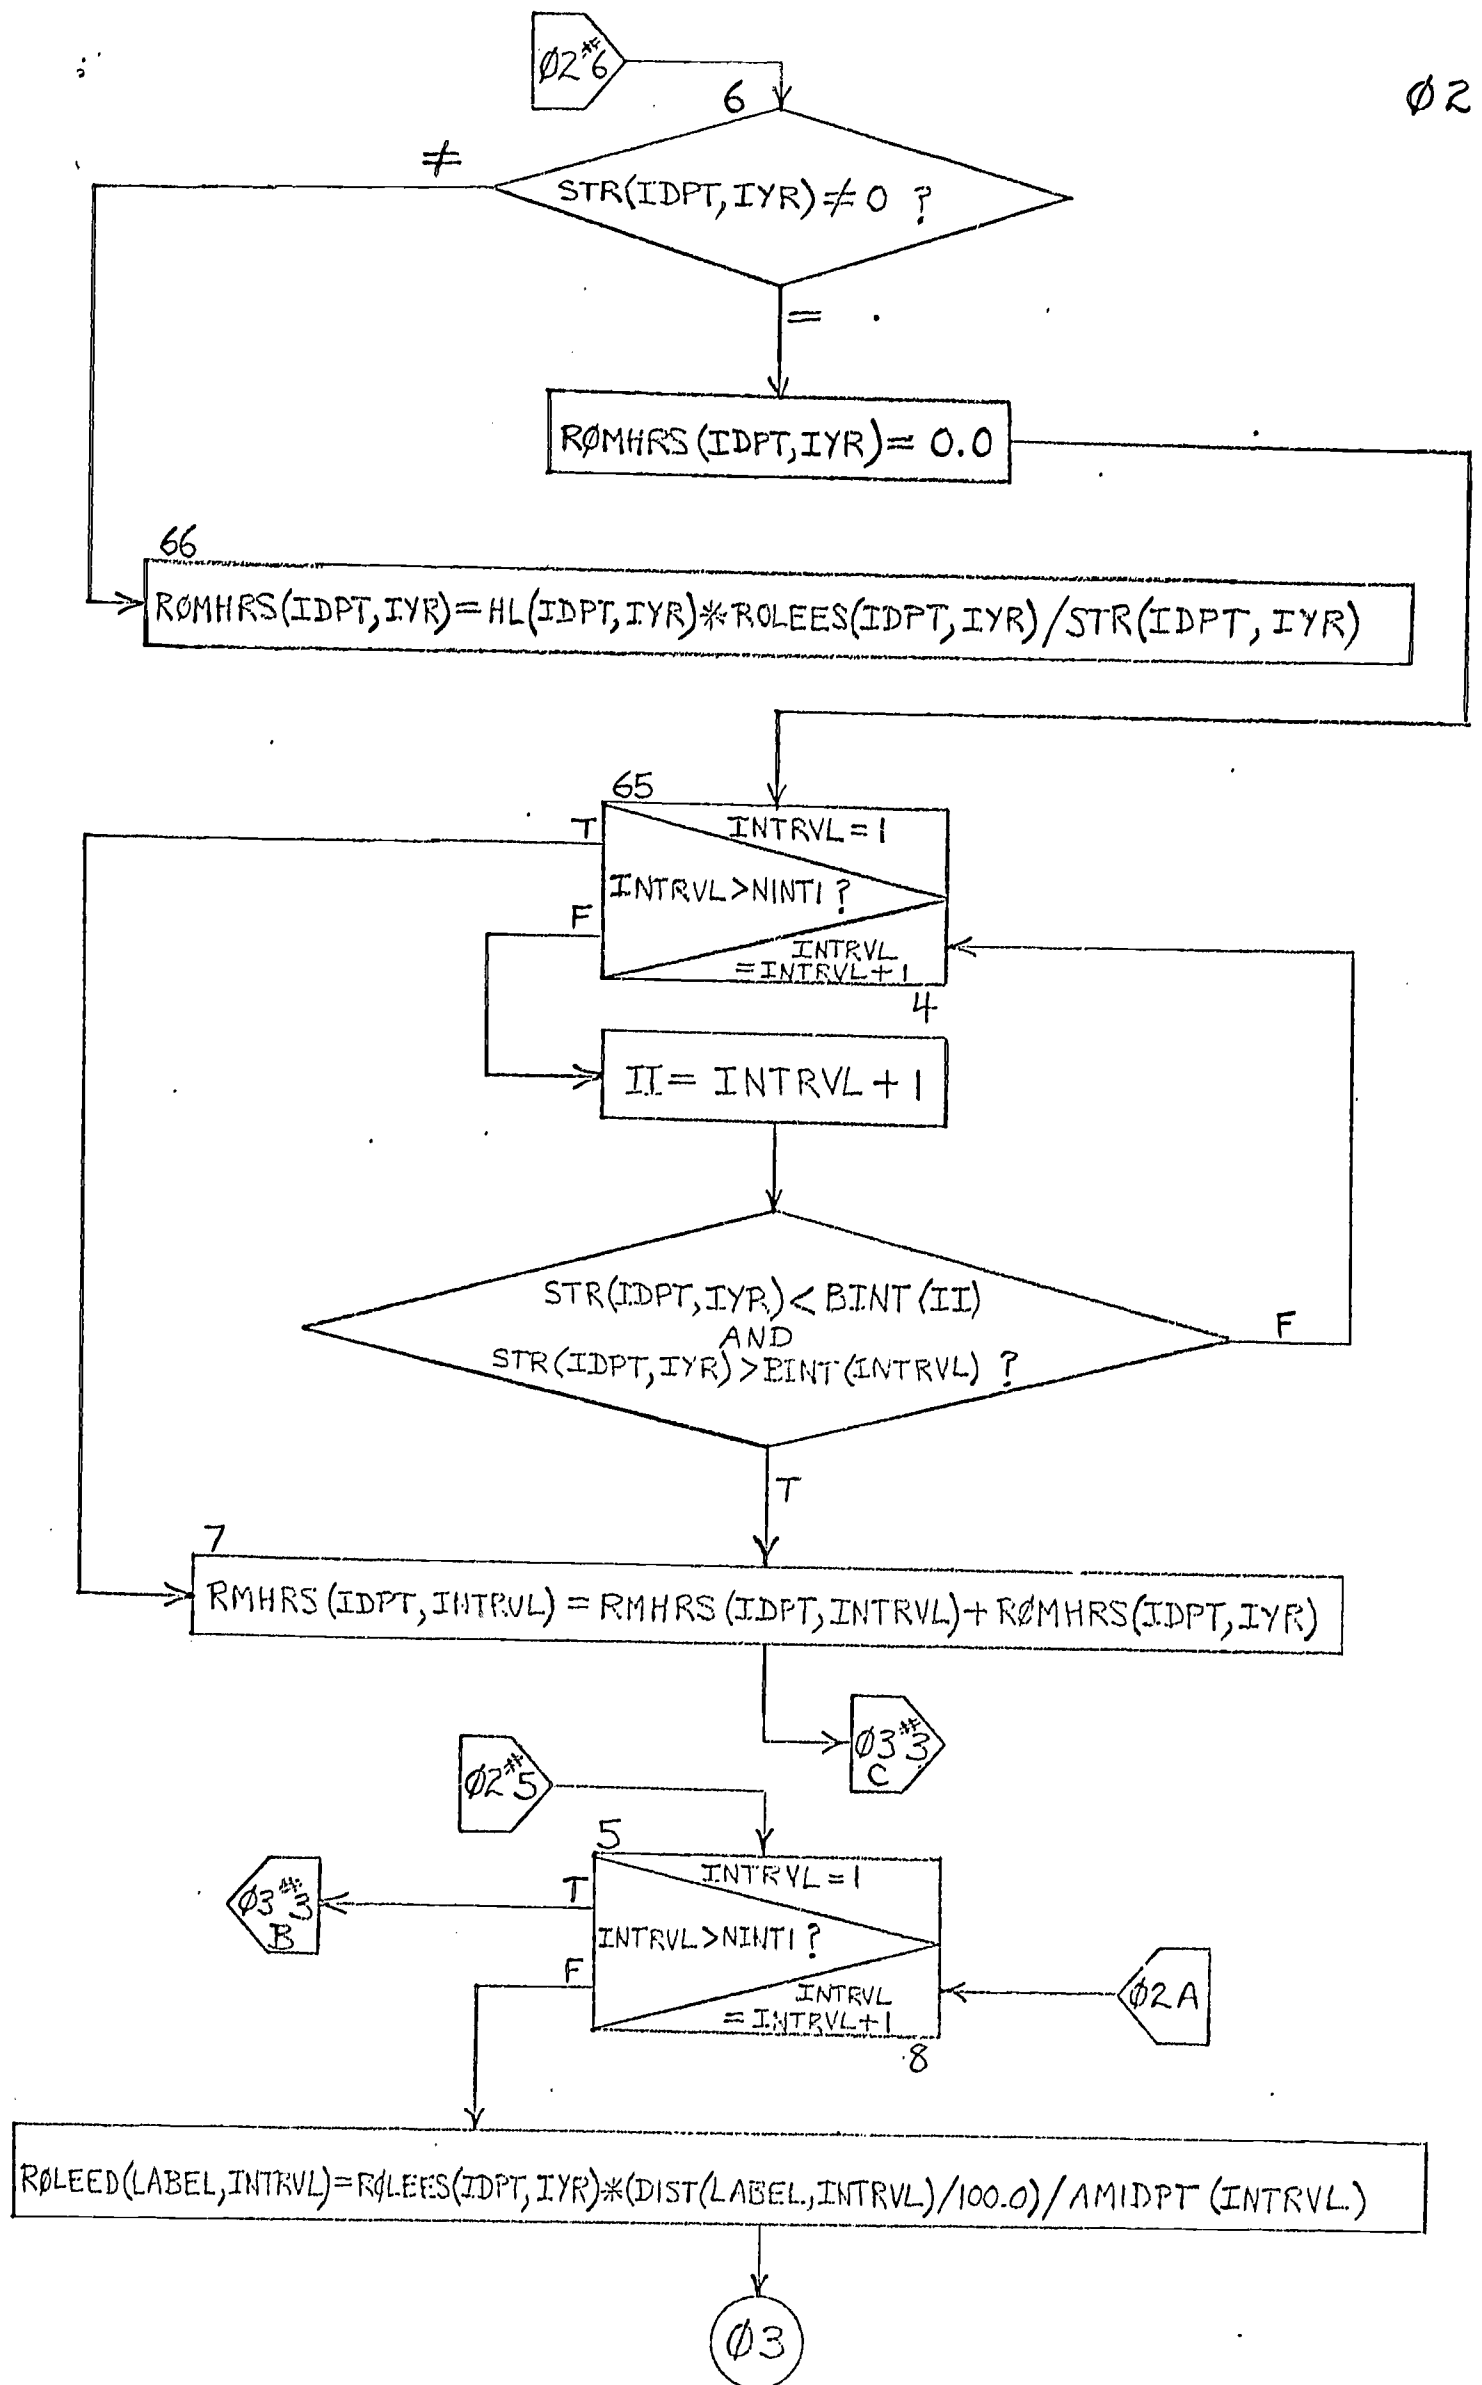 Ø2#6
Ø2
6
≠
STR(IDPT,IYR)≠0 ?
=
RØMHRS(IDPT,IYR)=0.0
66
RØMHRS(IDPT,IYR)=HL(IDPT,IYR)*ROLEES(IDPT,IYR)/STR(IDPT,IYR)
65
T
INTRVL=1
INTRVL>NINT1?
F
INTRVL
=INTRVL+1
4
II=INTRVL+1
STR(IDPT,IYR)<BINT(II)
AND
STR(IDPT,IYR)>BINT(INTRVL) ?
F
T
7
RMHRS(IDPT,INTRVL)=RMHRS(IDPT,INTRVL)+RØMHRS(IDPT,IYR)
Ø3#3
C
Ø2#5
5
T
INTRVL=1
Ø3#3
B
INTRVL>NINT1?
F
INTRVL
=INTRVL+1
Ø2A
8
RØLEED(LABEL,INTRVL)=RØLEES(IDPT,IYR)*(DIST(LABEL,INTRVL)/100.0)/AMIDPT(INTRVL)
Ø3